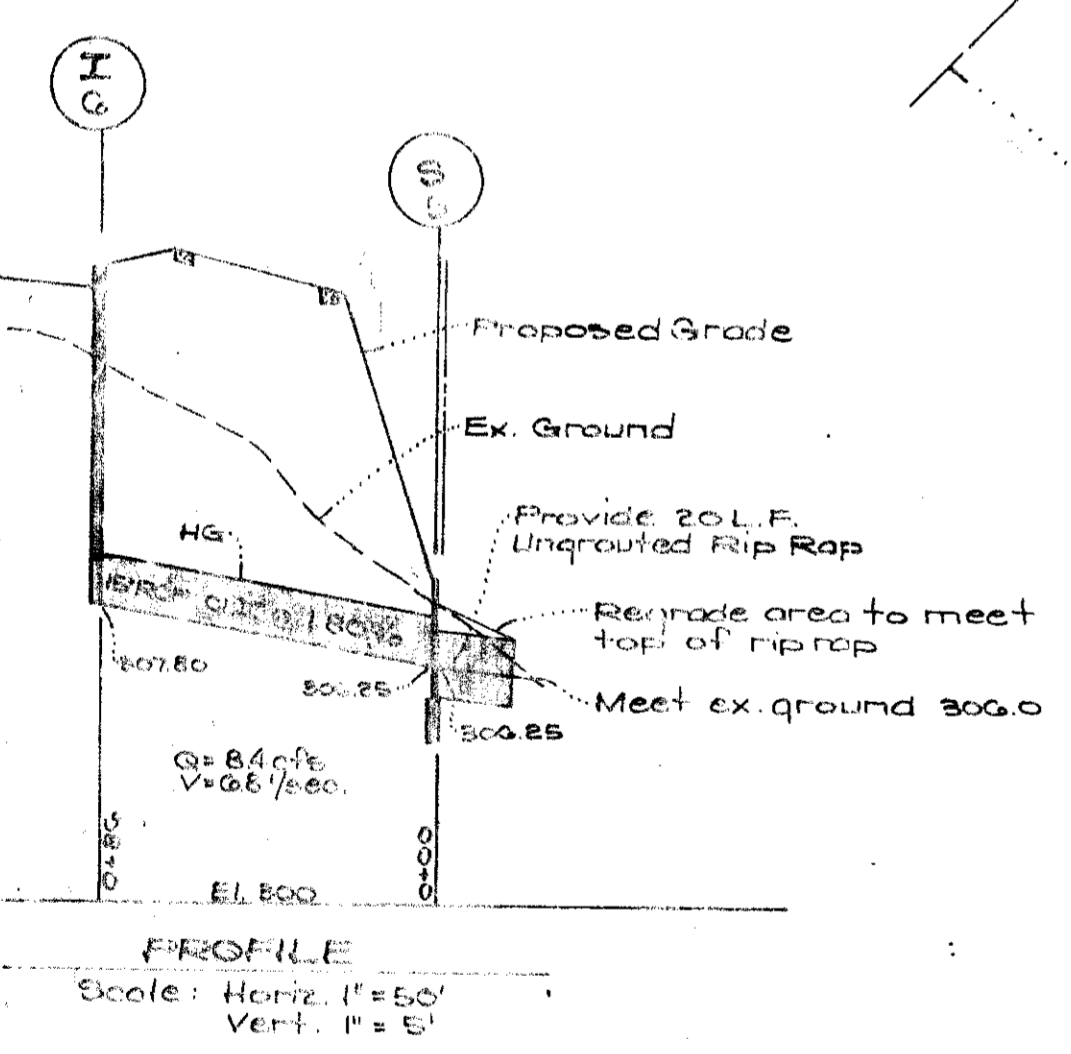 I
6
S
Proposed Grade
Ex. Ground
HG
Provide 20 L.F.
Ungrouted Rip Rap
Regrade area to meet
top of rip rap
307.80
306.25
Meet ex. ground 306.0
306.25
Q= 8.4 cfs
V= 6.8 '/sec.
0+00
El. 300
PROFILE
Scale: Horiz. 1" = 50'
Vert. 1" = 5'